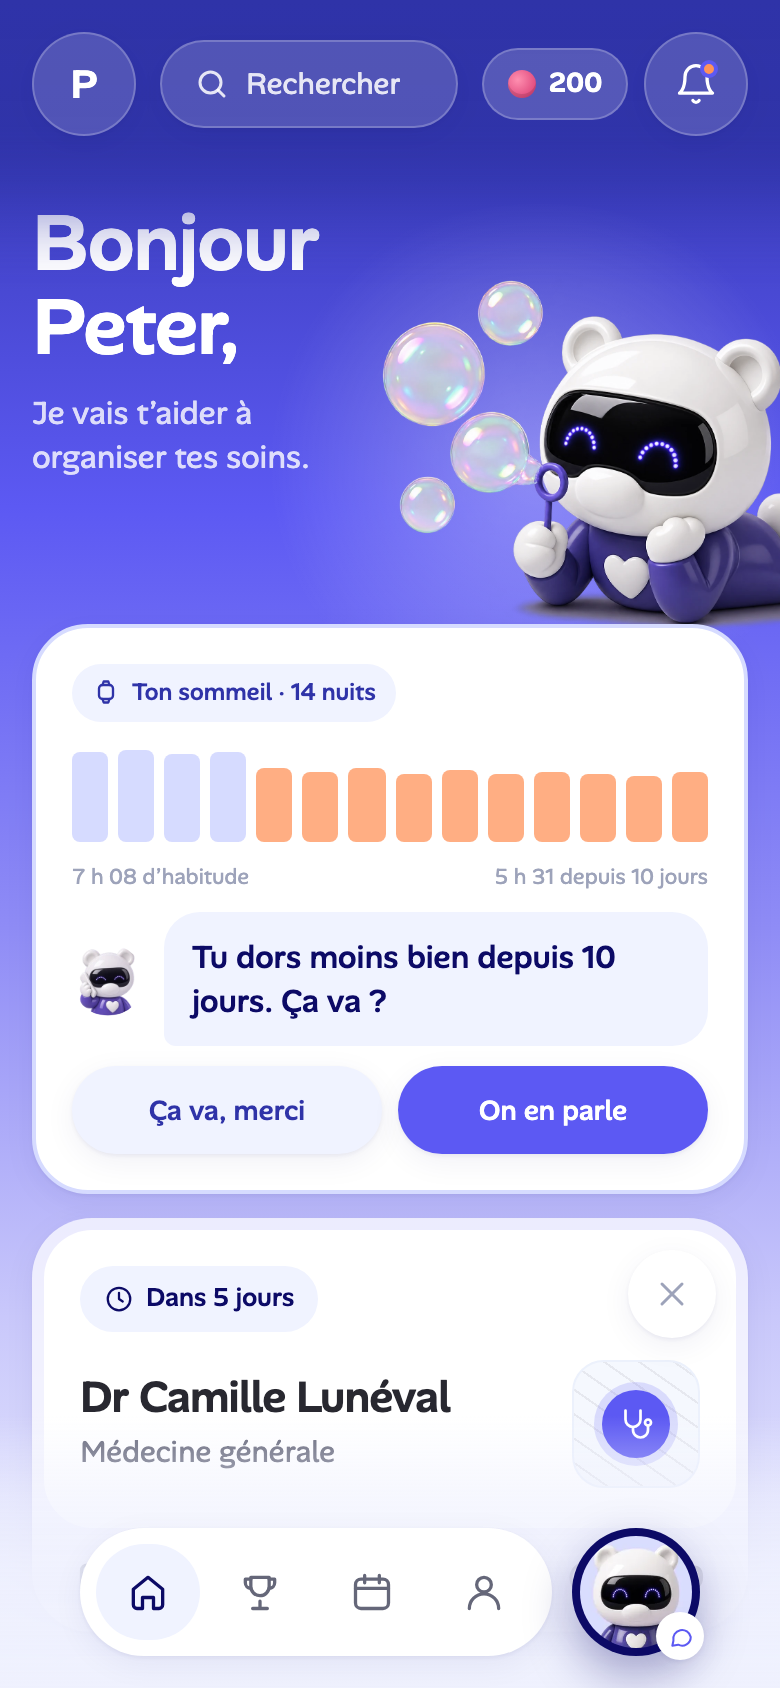 P
Rechercher
200
Bonjour
Peter,
Je vais t’aider à
organiser tes soins.
Ton sommeil · 14 nuits
7 h 08 d’habitude
5 h 31 depuis 10 jours
Tu dors moins bien depuis 10
jours. Ça va ?
Ça va, merci
On en parle
Dans 5 jours
Dr Camille Lunéval
Médecine générale